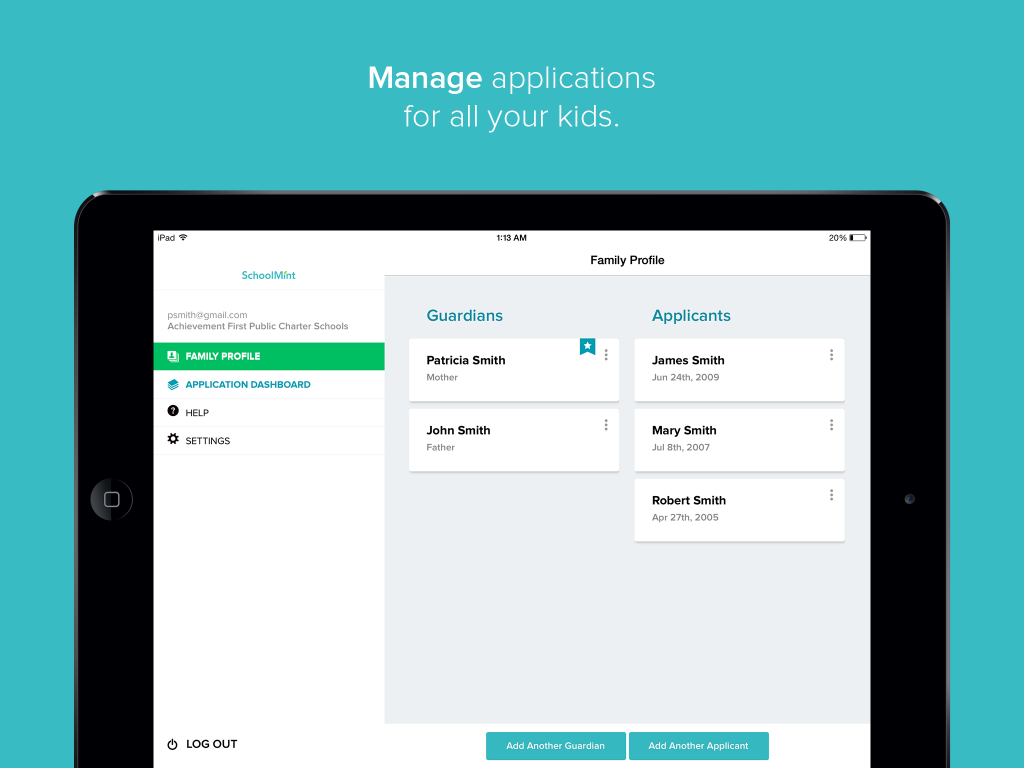 Manage applications
for all your kids.
iPad
1:13 AM
20%
SchoolMint
Family Profile
psmith@gmail.com
Achievement First Public Charter Schools
FAMILY PROFILE
APPLICATION DASHBOARD
? HELP
SETTINGS
Guardians
Patricia Smith
Mother
John Smith
Father
Applicants
James Smith
Jun 24th, 2009
Mary Smith
Jul 8th, 2007
Robert Smith
Apr 27th, 2005
LOG OUT
Add Another Guardian
Add Another Applicant